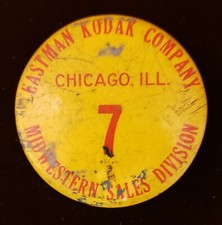 EASTMAN KODAK COMPANY
CHICAGO, ILL.
7
MIDWESTERN SALES DIVISION